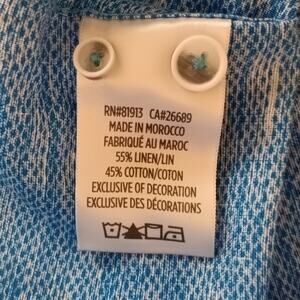 RN#81913 CA#26689
MADE IN MOROCCO
FABRIQUÉ AU MAROC
55% LINEN/LIN
45% COTTON/COTON
EXCLUSIVE OF DECORATION
EXCLUSIVE DES DÉCORATIONS